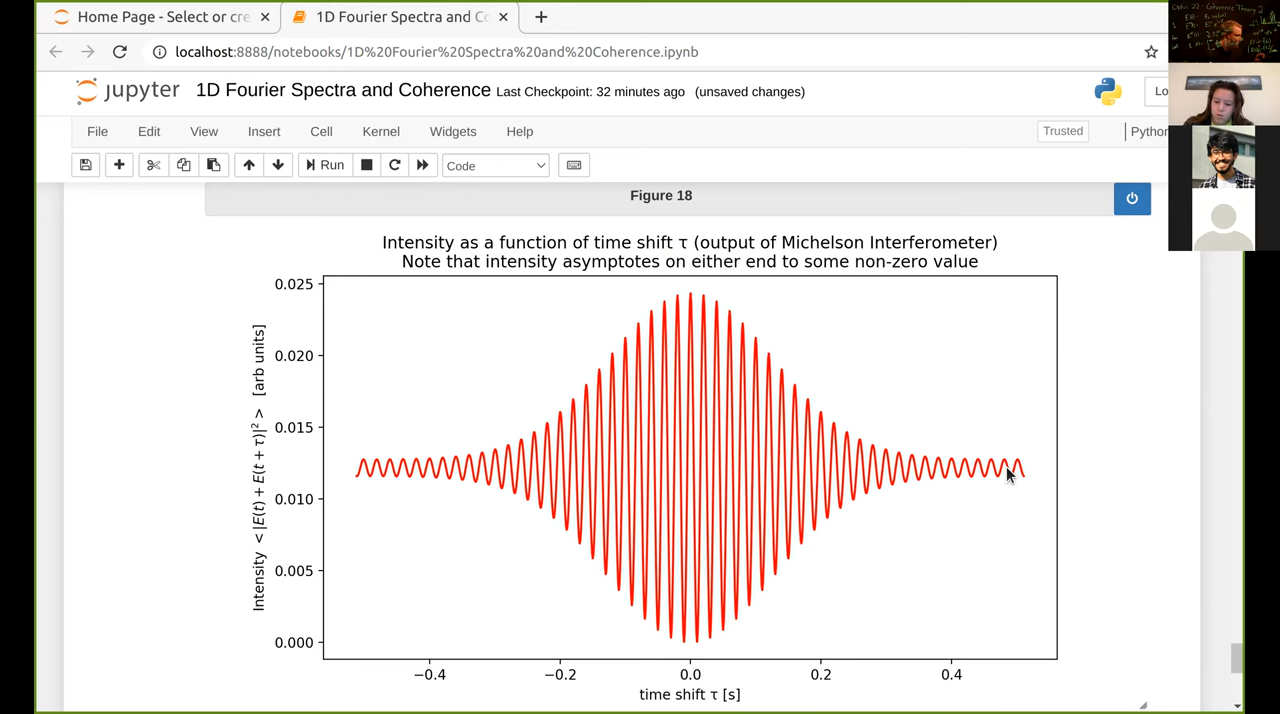 Home Page - Select or cre
1D Fourier Spectra and Co
localhost:8888/notebooks/1D%20Fourier%20Spectra%20and%20Coherence.ipynb
jupyter 1D Fourier Spectra and Coherence Last Checkpoint: 32 minutes ago (unsaved changes)
Lo
File Edit View Insert Cell Kernel Widgets Help
Trusted
Python
Run
Code
Figure 18
Intensity as a function of time shift τ (output of Michelson Interferometer)
Note that intensity asymptotes on either end to some non-zero value
Intensity < |E(t) + E(t + τ)|² > [arb units]
0.025
0.020
0.015
0.010
0.005
0.000
−0.4 −0.2 0.0 0.2 0.4
time shift τ [s]
Coherence Theory 2